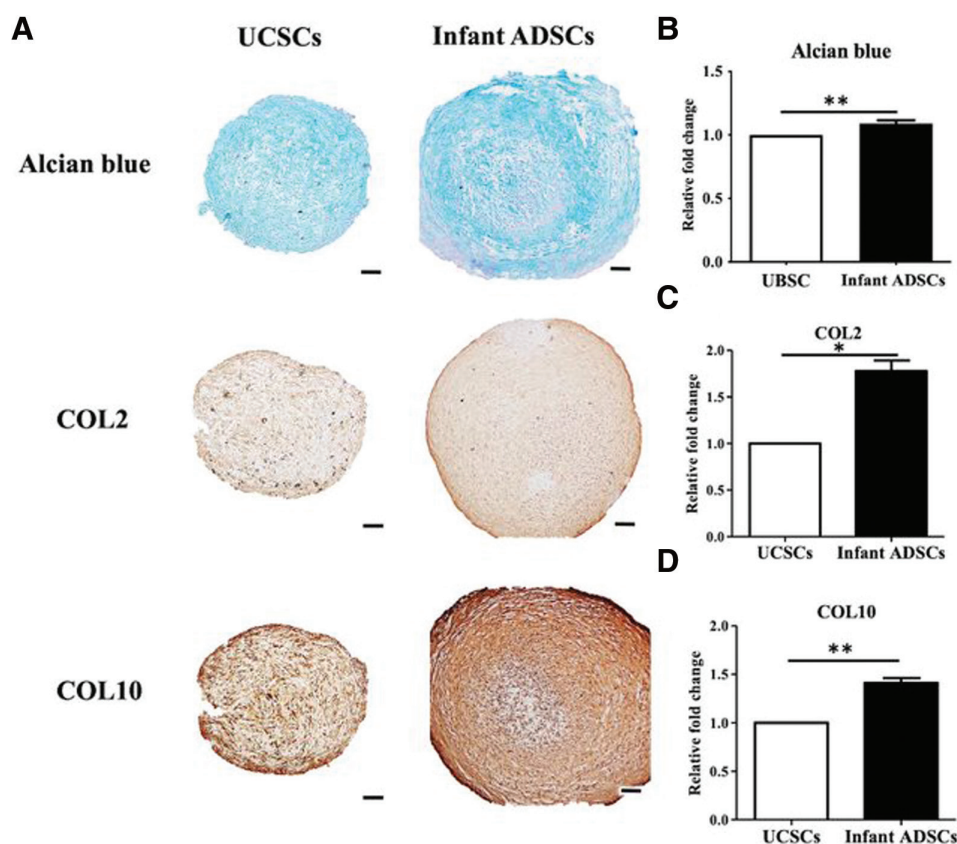 A
UCSCs
Infant ADSCs
Alcian blue
COL2
COL10
B
Alcian blue
**
Relative fold change
1.5
1.0
0.5
0.0
UBSC
Infant ADSCs
C
COL2
*
Relative fold change
2.0
1.5
1.0
0.5
0.0
UCSCs
Infant ADSCs
D
COL10
**
Relative fold change
2.0
1.5
1.0
0.5
0.0
UCSCs
Infant ADSCs